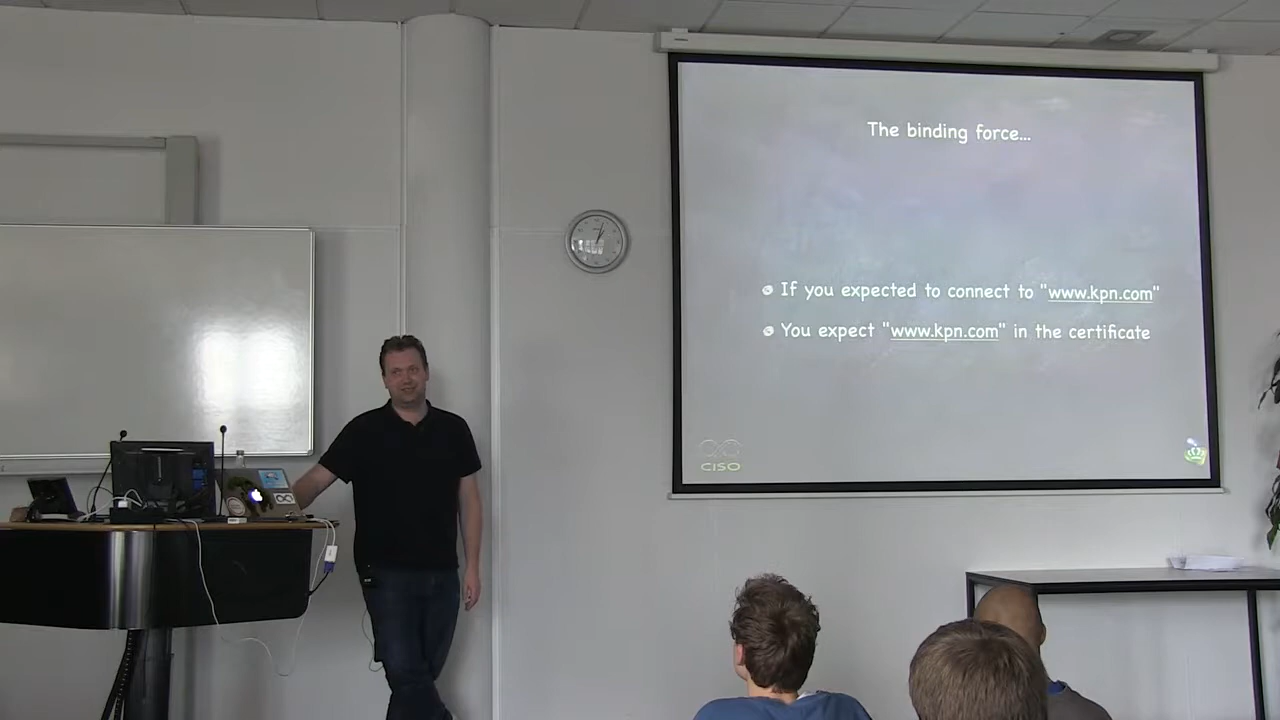 The binding force...
If you expected to connect to "www.kpn.com"
You expect "www.kpn.com" in the certificate
CISO